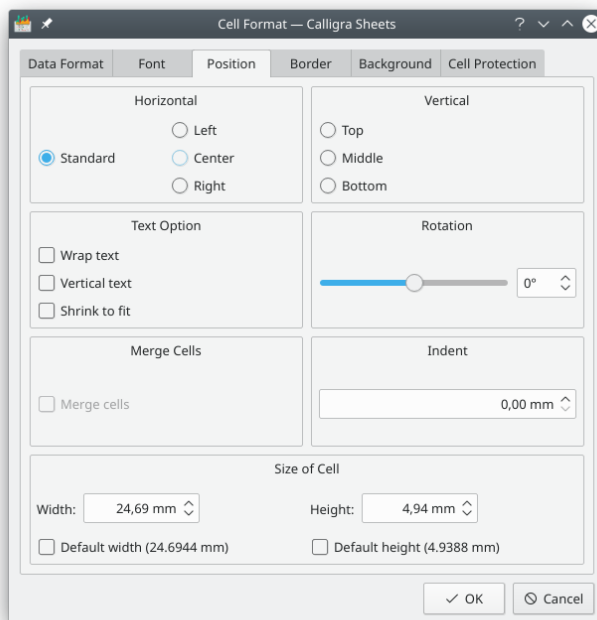 Cell Format — Calligra Sheets
Data Format Font Position Border Background Cell Protection
Horizontal
Left
Standard Center
Right
Vertical
Top
Middle
Bottom
Text Option
Wrap text
Vertical text
Shrink to fit
Rotation
0°
Merge Cells
Merge cells
Indent
0,00 mm
Size of Cell
Width: 24,69 mm Height: 4,94 mm
Default width (24.6944 mm) Default height (4.9388 mm)
OK Cancel